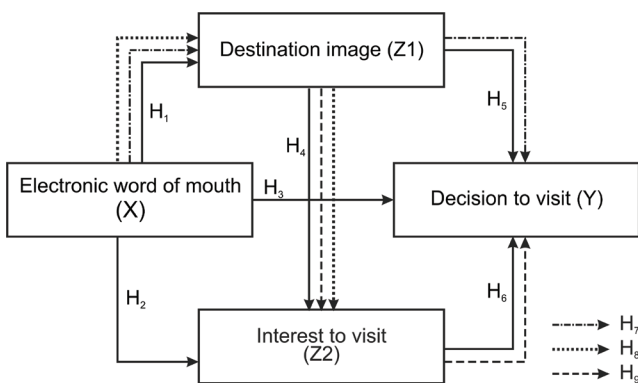 Destination image (Z1)
H1
H5
H4
Electronic word of mouth
(X)
H3
Decision to visit (Y)
H2
H6
Interest to visit
(Z2)
H7
H8
H9